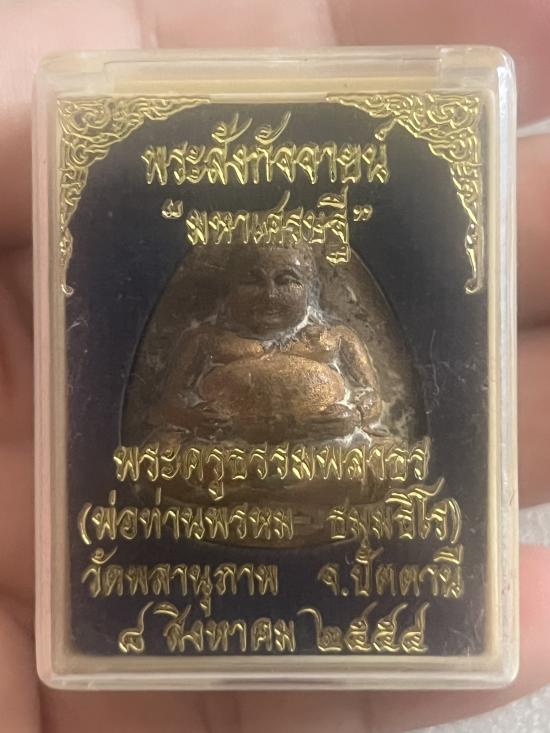 พระสังกัจจายน์
"มหาเศรษฐี"
พระครูธรรมพลาธร
(พ่อท่านพรหม ธมฺมธีโร)
วัดพลานุภาพ จ.ปัตตานี
๘ สิงหาคม ๒๕๕๔